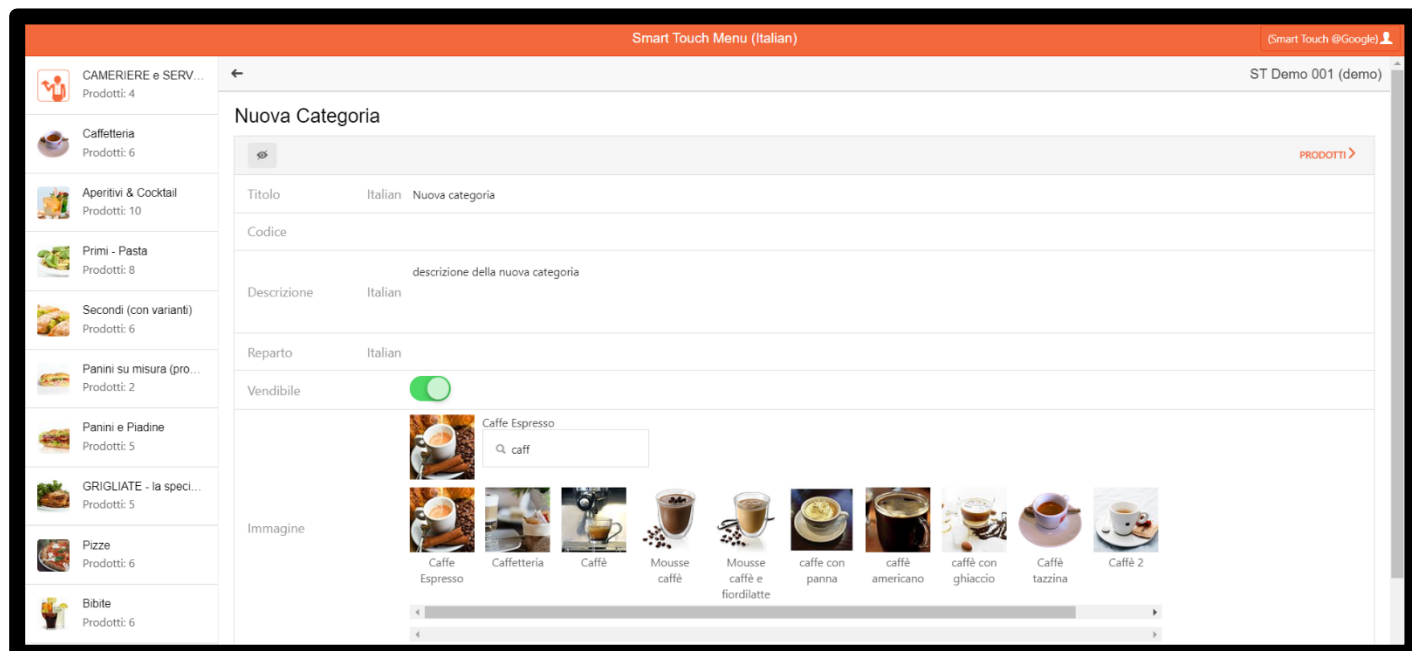 Smart Touch Menu (Italian)
(Smart Touch @Google)
CAMERIERE e SERV...
Prodotti: 4
Caffetteria
Prodotti: 6
Aperitivi & Cocktail
Prodotti: 10
Primi - Pasta
Prodotti: 8
Secondi (con varianti)
Prodotti: 6
Panini su misura (pro...
Prodotti: 2
Panini e Piadine
Prodotti: 5
GRIGLIATE - la speci...
Prodotti: 5
Pizze
Prodotti: 6
Bibite
Prodotti: 6
ST Demo 001 (demo)
Nuova Categoria
PRODOTTI
Titolo Italian Nuova categoria
Codice
descrizione della nuova categoria
Descrizione Italian
Reparto Italian
Vendibile
Caffe Espresso
caff
Immagine
Caffe
Espresso
Caffetteria
Caffè
Mousse
caffè
Mousse
caffè e
fiordilatte
caffe con
panna
caffè
americano
caffè con
ghiaccio
Caffè
tazzina
Caffè 2